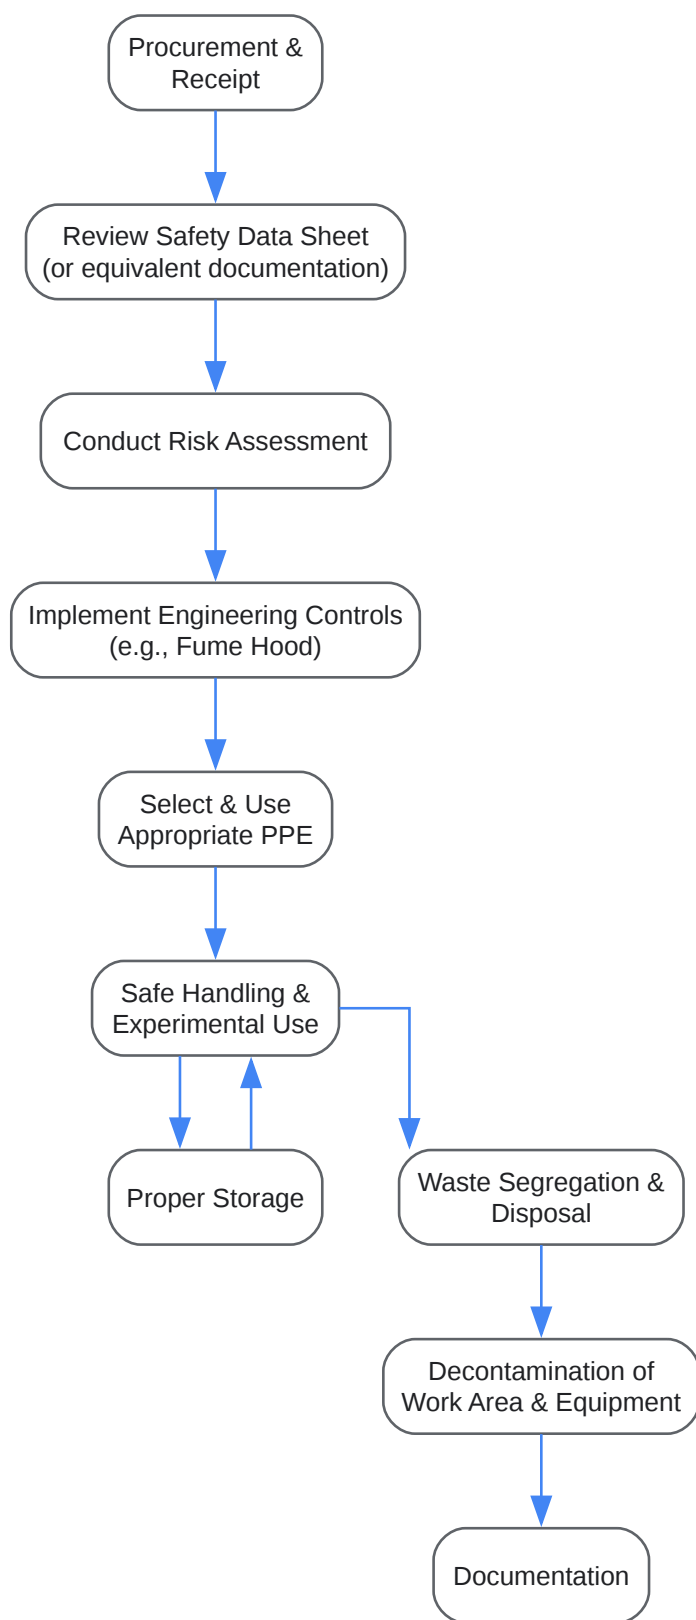 Procurement &
Receipt
Review Safety Data Sheet
(or equivalent documentation)
Conduct Risk Assessment
Implement Engineering Controls
(e.g., Fume Hood)
Select & Use
Appropriate PPE
Safe Handling &
Experimental Use
Proper Storage
Waste Segregation &
Disposal
Decontamination of
Work Area & Equipment
Documentation